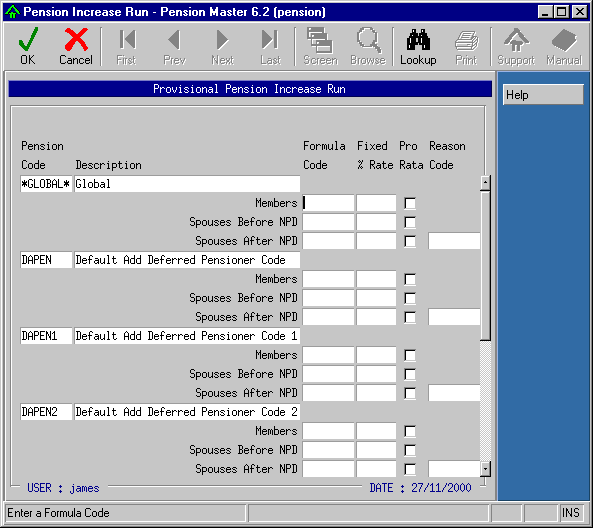 Pension Increase Run - Pension Master 6.2 (pension)
OK Cancel First Prev Next Last Screen Browse Lookup Print Support Manual
Provisional Pension Increase Run
Help
Pension Formula Fixed Pro Reason
Code Description Code % Rate Rata Code
*GLOBAL* Global
Members
Spouses Before NPD
Spouses After NPD
DAPEN Default Add Deferred Pensioner Code
Members
Spouses Before NPD
Spouses After NPD
DAPEN1 Default Add Deferred Pensioner Code 1
Members
Spouses Before NPD
Spouses After NPD
DAPEN2 Default Add Deferred Pensioner Code 2
Members
Spouses Before NPD
Spouses After NPD
USER : james DATE : 27/11/2000
Enter a Formula Code INS